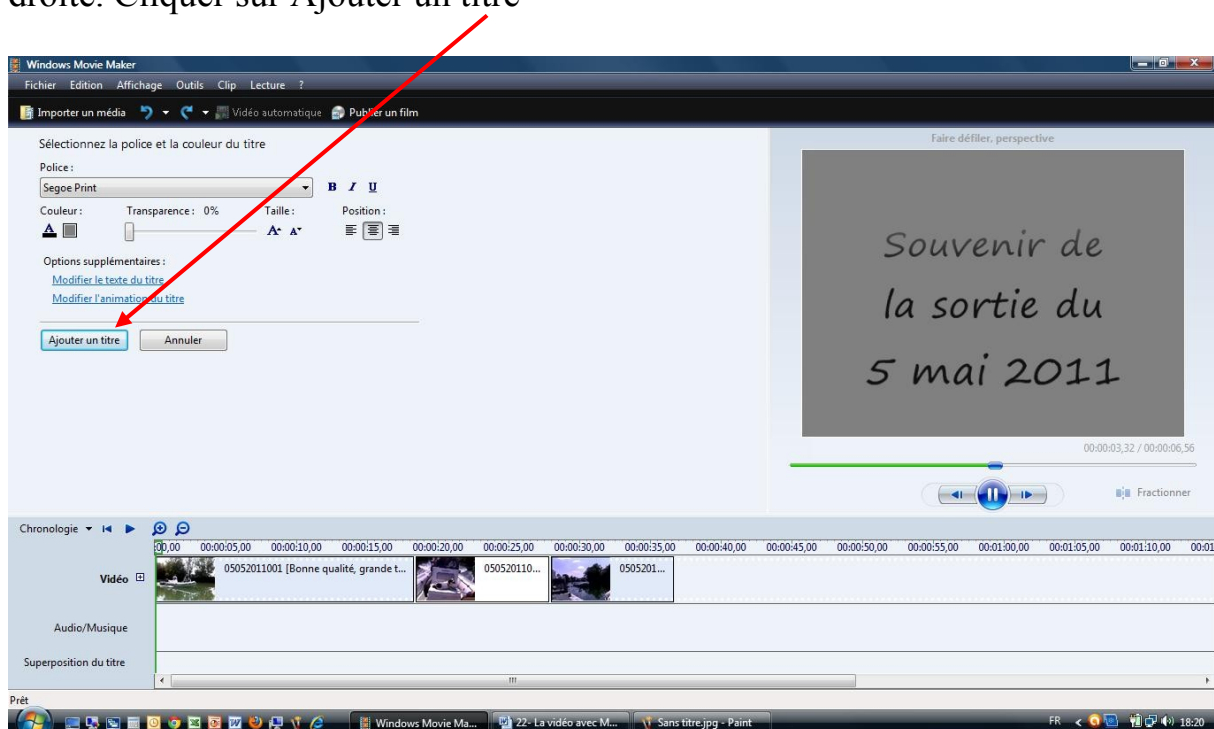 droite. Cliquer sur Ajouter un titre
Windows Movie Maker
Fichier Edition Affichage Outils Clip Lecture ?
Importer un média Vidéo automatique Publier un film
Sélectionnez la police et la couleur du titre
Faire défiler, perspective
Police :
Segoe Print
B I U
Couleur : Transparence : 0% Taille : Position :
A A A
Options supplémentaires :
Modifier le texte du titre
Modifier l'animation du titre
Ajouter un titre Annuler
Souvenir de
la sortie du
5 mai 2011
00:00:03,32 / 00:00:06,56
Fractionner
Chronologie
:00,00 00:00:05,00 00:00:10,00 00:00:15,00 00:00:20,00 00:00:25,00 00:00:30,00 00:00:35,00 00:00:40,00 00:00:45,00 00:00:50,00 00:00:55,00 00:01:00,00 00:01:05,00 00:01:10,00 00:01
Vidéo 05052011001 [Bonne qualité, grande t... 050520110... 0505201...
Audio/Musique
Superposition du titre
Prêt
Windows Movie Ma... 22- La vidéo avec M... Sans titre.jpg - Paint FR 18:20